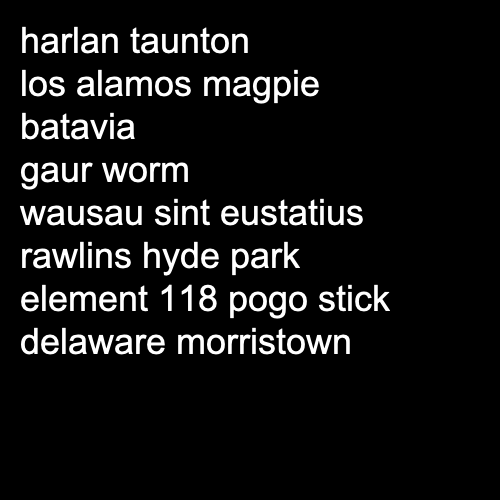 harlan taunton
los alamos magpie
batavia
gaur worm
wausau sint eustatius
rawlins hyde park
element 118 pogo stick
delaware morristown